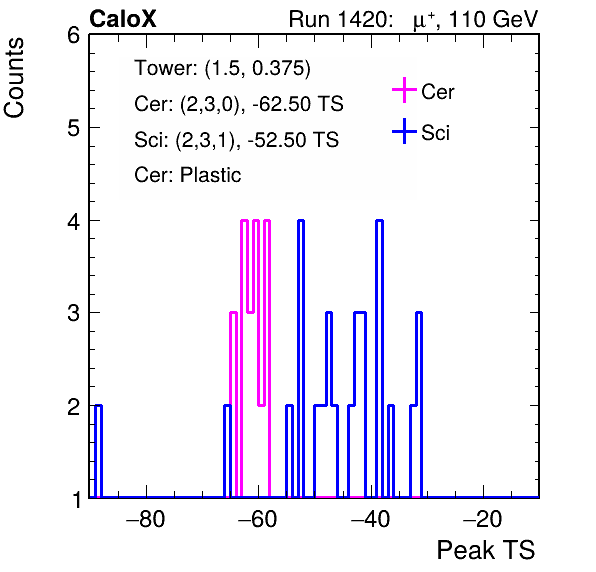 CaloX Run 1420: μ⁺, 110 GeV
Counts
6
5
4
3
2
1
Tower: (1.5, 0.375)
Cer: (2,3,0), -62.50 TS
Sci: (2,3,1), -52.50 TS
Cer: Plastic
Cer
Sci
−80 −60 −40 −20
Peak TS